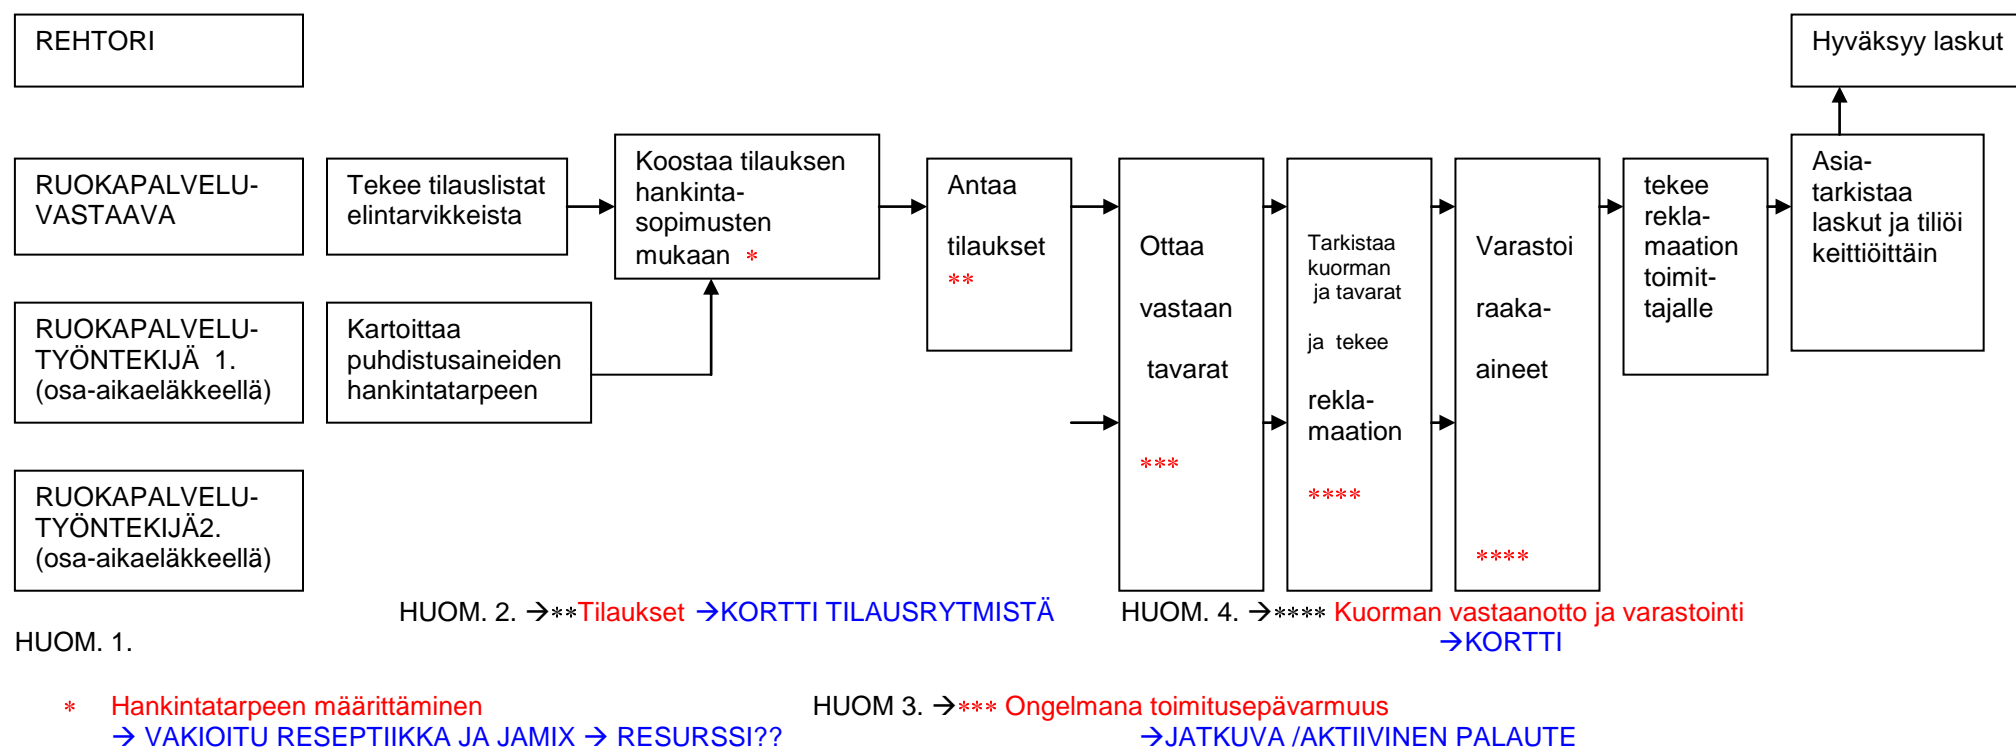 REHTORI
Hyväksyy laskut
RUOKAPALVELU-
VASTAAVA
Tekee tilauslistat
elintarvikkeista
Koostaa tilauksen
hankinta-
sopimusten
mukaan *
Antaa
tilaukset
**
Ottaa
vastaan
tavarat
***
Tarkistaa
kuorman
ja tavarat
ja tekee
rekla-
maation
****
Varastoi
raaka-
aineet
****
tekee
rekla-
maation
toimit-
tajalle
Asia-
tarkistaa
laskut ja tiliöi
keittiöittäin
RUOKAPALVELU-
TYÖNTEKIJÄ 1.
(osa-aikaeläkkeellä)
Kartoittaa
puhdistusaineiden
hankintatarpeen
RUOKAPALVELU-
TYÖNTEKIJÄ2.
(osa-aikaeläkkeellä)
HUOM. 2. →**Tilaukset →KORTTI TILAUSRYTMISTÄ
HUOM. 4. →**** Kuorman vastaanotto ja varastointi
→KORTTI
HUOM. 1.
* Hankintatarpeen määrittäminen
→ VAKIOITU RESEPTIIKKA JA JAMIX → RESURSSI??
HUOM 3. →*** Ongelmana toimitusepävarmuus
→JATKUVA /AKTIIVINEN PALAUTE